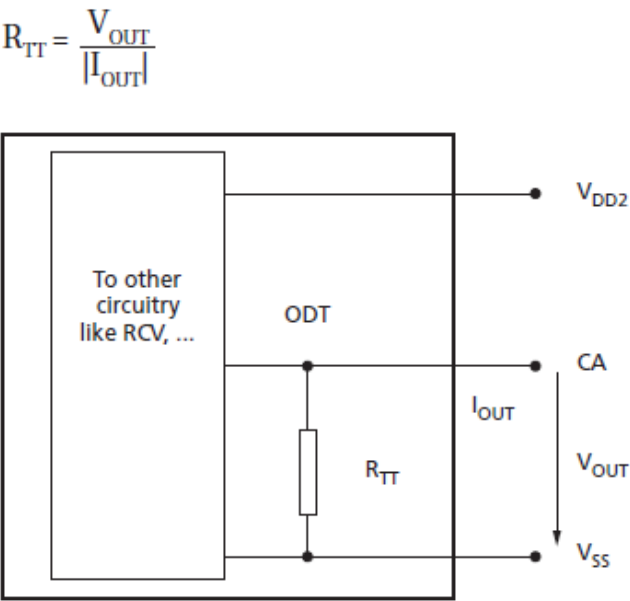 R_TT = V_OUT / |I_OUT|
V_DD2
To other
circuitry
like RCV, ...
ODT
CA
I_OUT
R_TT
V_OUT
V_SS